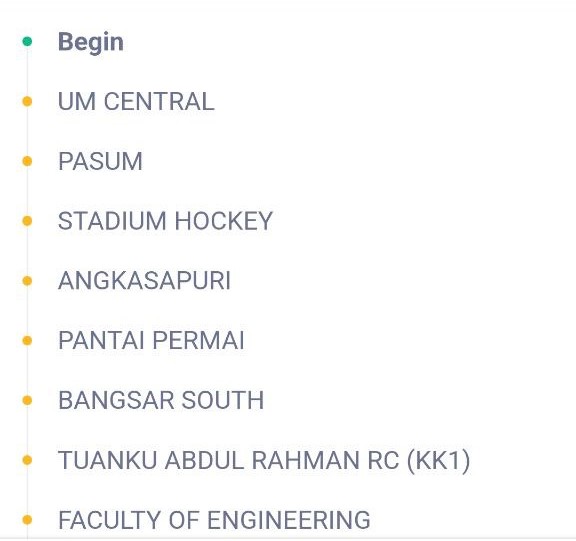 Begin
UM CENTRAL
PASUM
STADIUM HOCKEY
ANGKASAPURI
PANTAI PERMAI
BANGSAR SOUTH
TUANKU ABDUL RAHMAN RC (KK1)
FACULTY OF ENGINEERING